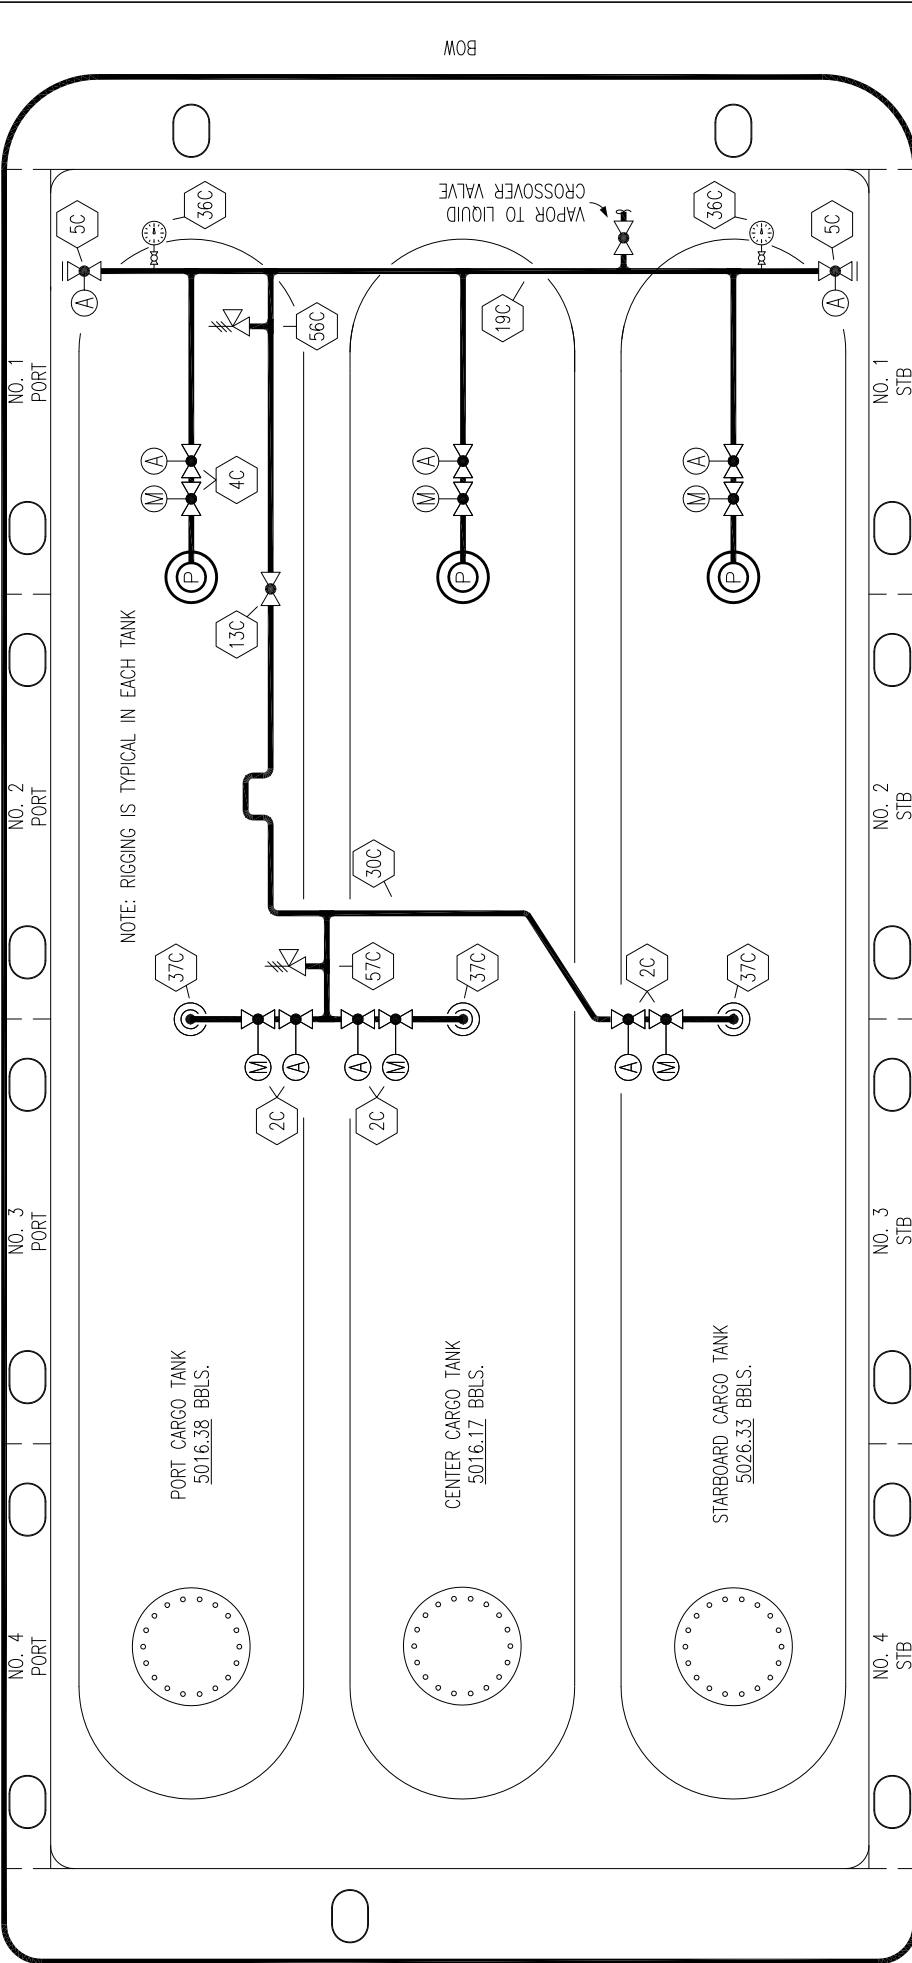 BOW
VAPOR TO LIQUID
CROSSOVER VALVE
36C
36C
5C
5C
A
A
56C
19C
NO. 1
PORT
NO. 1
STB
A
M
4C
A
M
A
M
P
P
P
13C
NOTE: RIGGING IS TYPICAL IN EACH TANK
NO. 2
PORT
NO. 2
STB
30C
37C
57C
37C
2C
37C
M
A
A
M
A
M
2C
2C
NO. 3
PORT
NO. 3
STB
PORT CARGO TANK
5016.38 BBLS.
CENTER CARGO TANK
5016.17 BBLS.
STARBOARD CARGO TANK
5026.33 BBLS.
NO. 4
PORT
NO. 4
STB